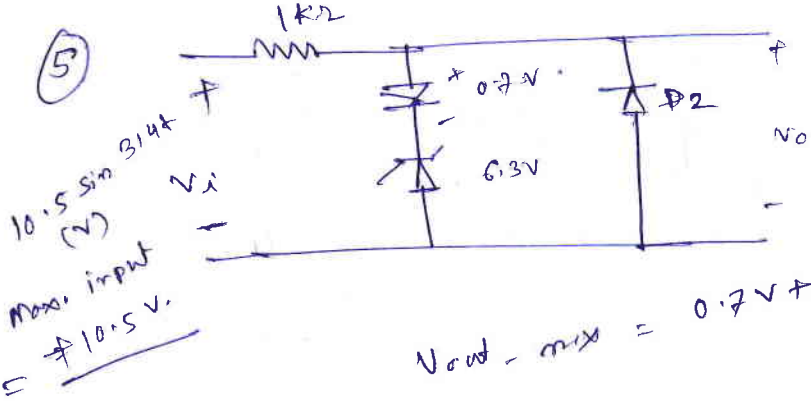 5
1KΩ
+
+ 0.7V
-
D2
+
Vo
-
6.3V
+
Vi
-
10.5 sin 314t
(V)
Max. input
= +10.5 V.
Vout-max = 0.7V +